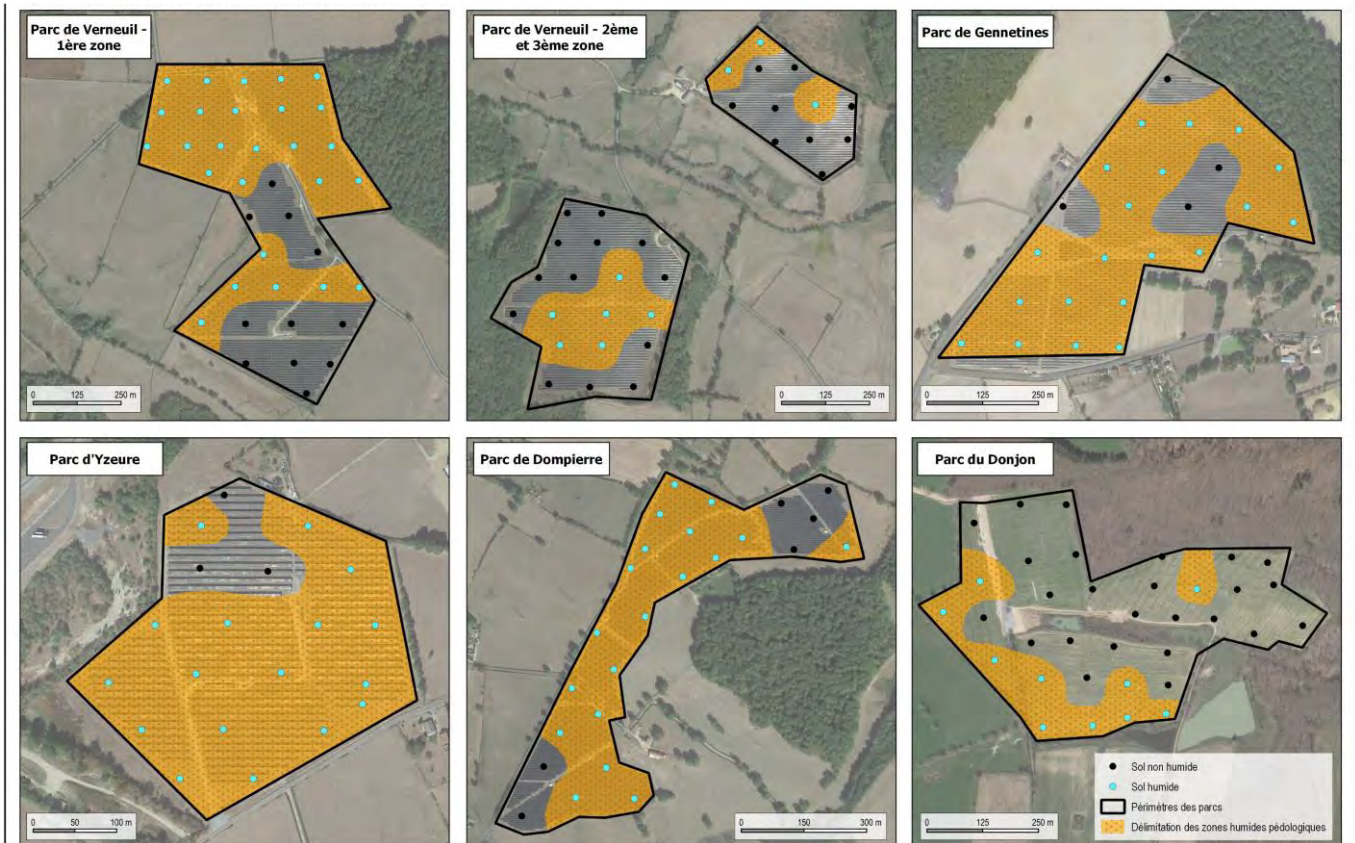 Parc de Verneuil -
1ère zone
Parc de Verneuil - 2ème
et 3ème zone
Parc de Gennetines
0 125 250 m
0 125 250 m
0 125 250 m
Parc d'Yzeure
Parc de Dompierre
Parc du Donjon
0 50 100 m
0 150 300 m
0 125 250 m
Sol non humide
Sol humide
Périmètres des parcs
Délimitation des zones humides pédologiques